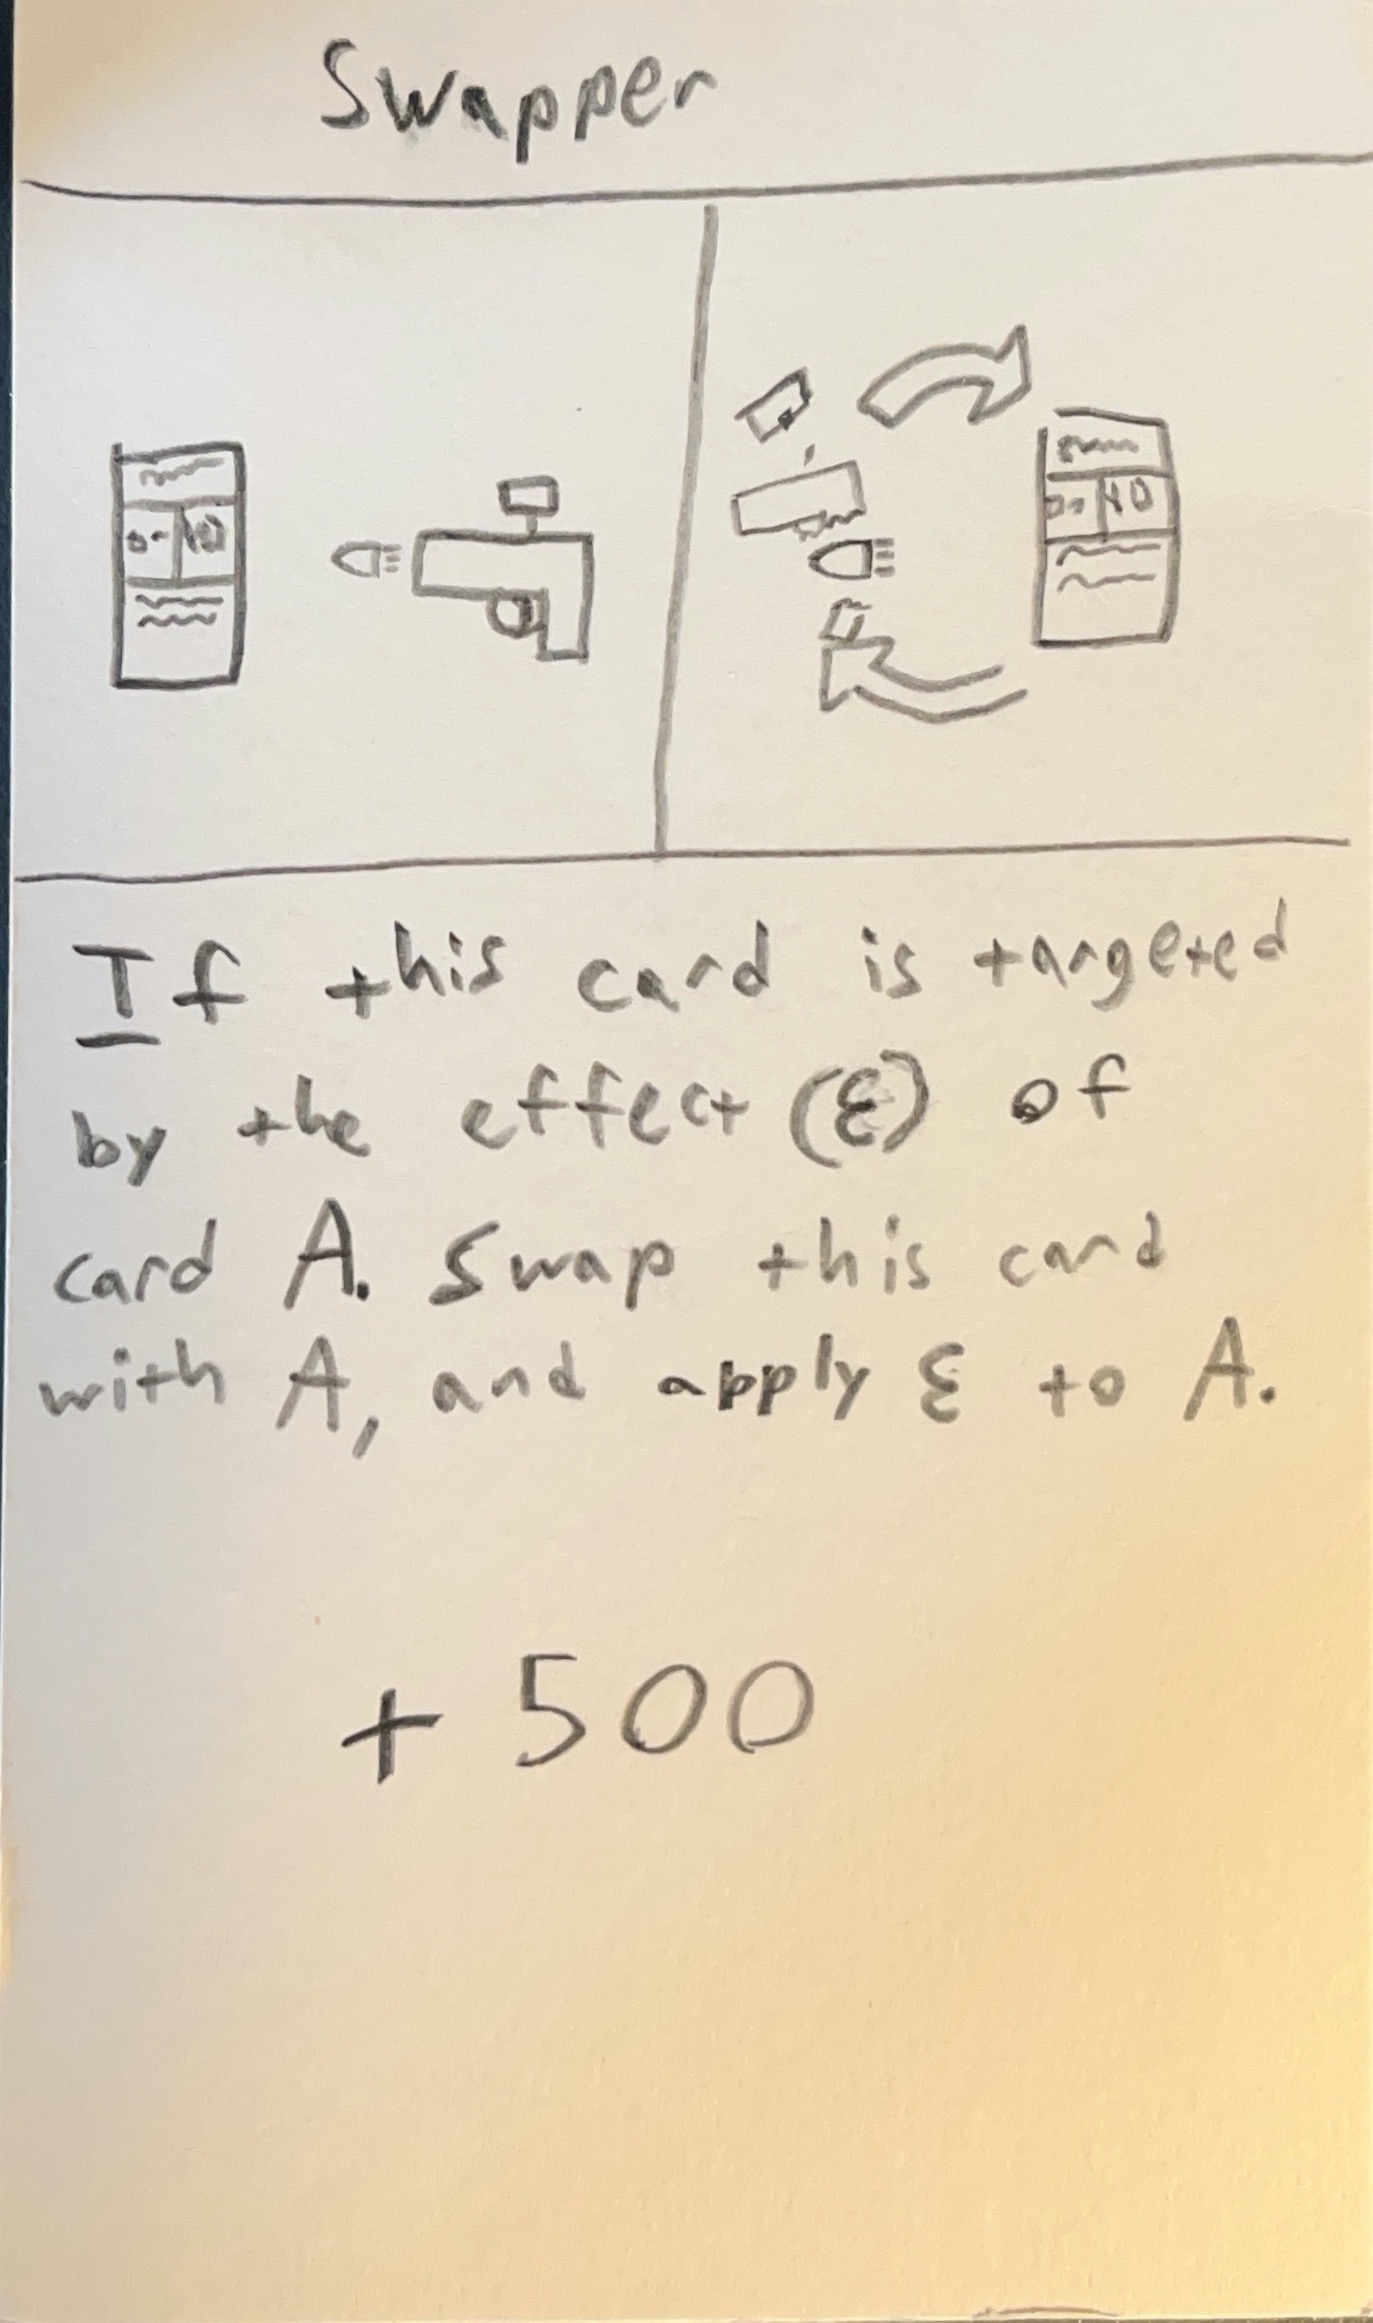 Swapper
If this card is targeted
by the effect (ε) of
card A. Swap this card
with A, and apply ε to A.
+ 500